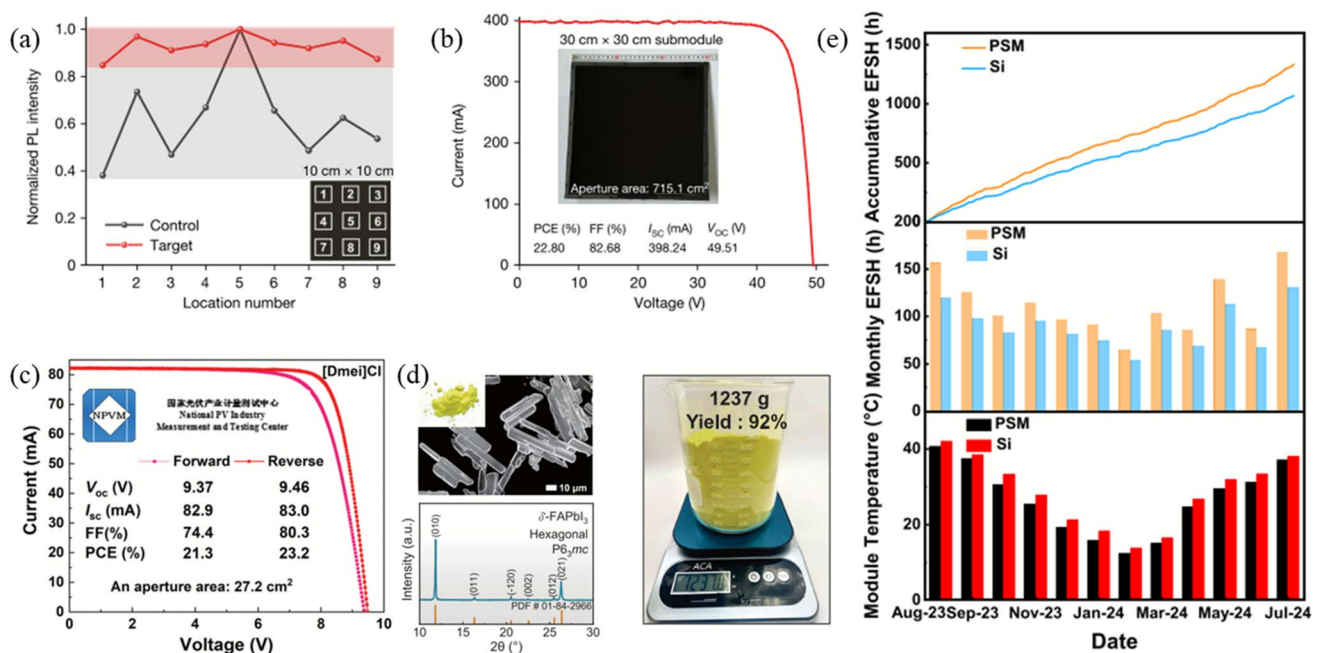 (a)
1.0
0.8
0.6
0.4
1.0
0
Normalized PL intensity
10 cm × 10 cm
1 2 3
4 5 6
7 8 9
Control
Target
1 2 3 4 5 6 7 8 9
Location number
(b)
400
300
200
100
0
Current (mA)
30 cm × 30 cm submodule
Aperture area: 715.1 cm²
PCE (%) FF (%) I_SC (mA) V_OC (V)
22.80 82.68 398.24 49.51
0 10 20 30 40 50
Voltage (V)
(c)
80
70
60
50
40
30
20
10
0
Current (mA)
[Dmei]Cl
NPVM
国家光伏产业计量测试中心
National PV Industry
Measurement and Testing Center
Forward Reverse
V_oc (V) 9.37 9.46
I_sc (mA) 82.9 83.0
FF(%) 74.4 80.3
PCE (%) 21.3 23.2
An aperture area: 27.2 cm²
0 2 4 6 8 10
Voltage (V)
(d)
10 μm
Intensity (a.u.)
δ-FAPbI₃
Hexagonal
P6₃mc
(010)
(011)
(-120)
(002)
(012)
(021)
PDF # 01-84-2966
10 15 20 25 30
2θ (°)
1237 g
Yield : 92%
ACA
(e)
1500
1000
500
200
Accumulative EFSH (h)
PSM
Si
150
100
50
0
Monthly EFSH (h)
PSM
Si
40
20
0
Module Temperature (°C)
PSM
Si
Aug-23 Sep-23 Nov-23 Jan-24 Mar-24 May-24 Jul-24
Date